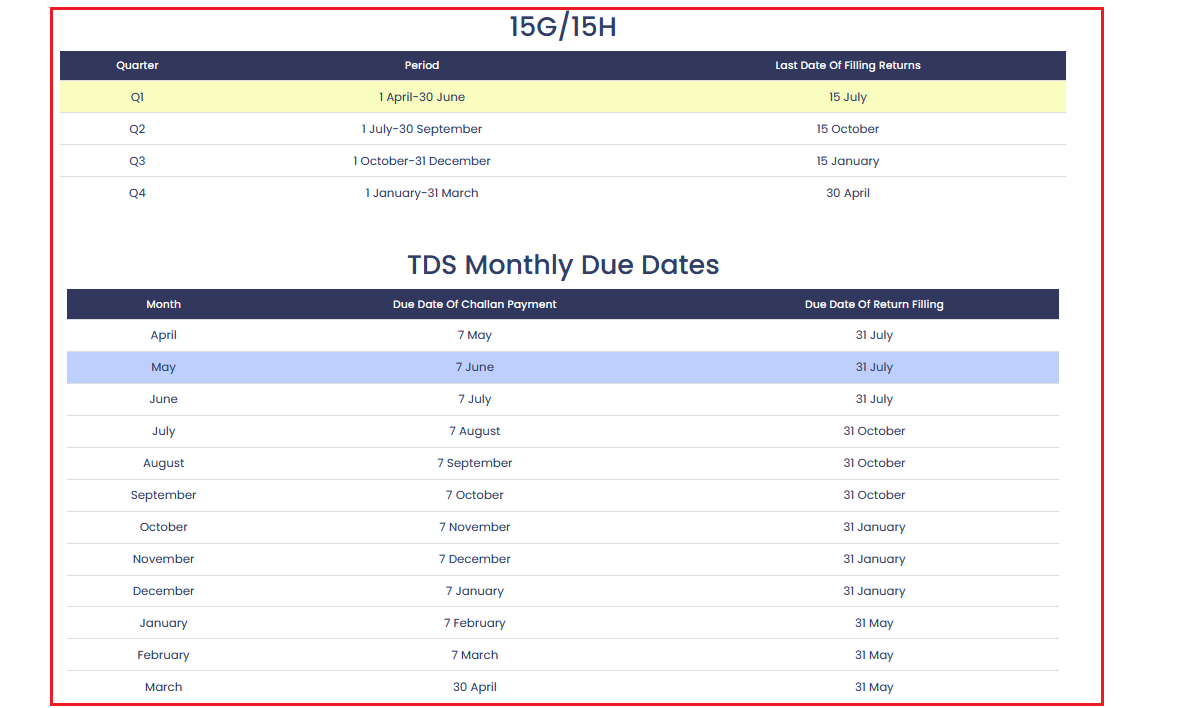 15G/15H
Quarter Period Last Date Of Filling Returns
Q1 1 April-30 June 15 July
Q2 1 July-30 September 15 October
Q3 1 October-31 December 15 January
Q4 1 January-31 March 30 April
TDS Monthly Due Dates
Month Due Date Of Challan Payment Due Date Of Return Filling
April 7 May 31 July
May 7 June 31 July
June 7 July 31 July
July 7 August 31 October
August 7 September 31 October
September 7 October 31 October
October 7 November 31 January
November 7 December 31 January
December 7 January 31 January
January 7 February 31 May
February 7 March 31 May
March 30 April 31 May